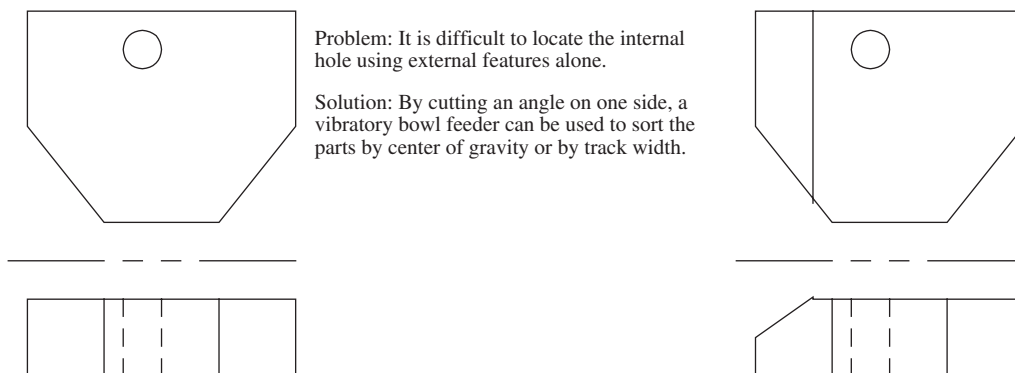 Problem: It is difficult to locate the internal
hole using external features alone.
Solution: By cutting an angle on one side, a
vibratory bowl feeder can be used to sort the
parts by center of gravity or by track width.